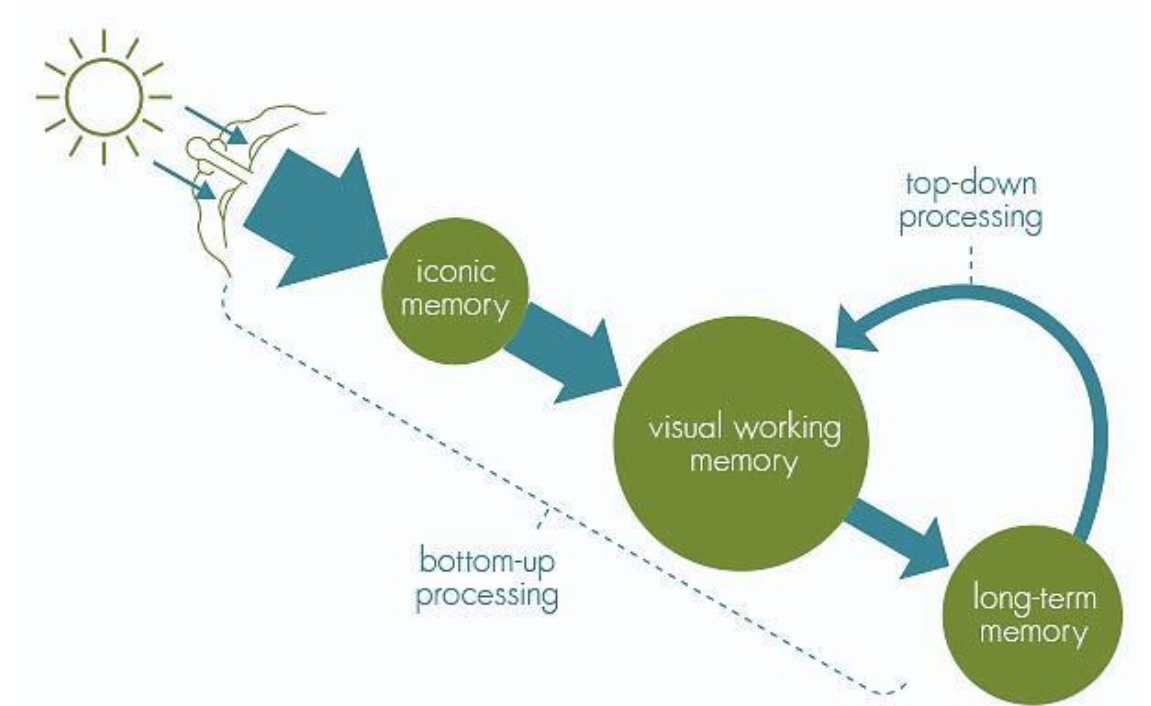 iconic
memory
top-down
processing
visual working
memory
bottom-up
processing
long-term
memory